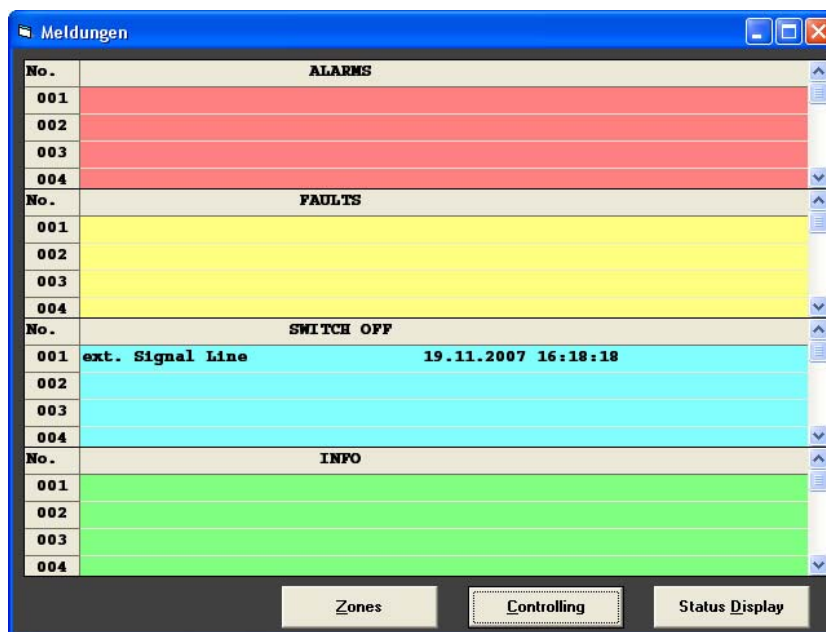 Meldungen
No. ALARMS
001
002
003
004
No. FAULTS
001
002
003
004
No. SWITCH OFF
001 ext. Signal Line 19.11.2007 16:18:18
002
003
004
No. INFO
001
002
003
004
Zones Controlling Status Display